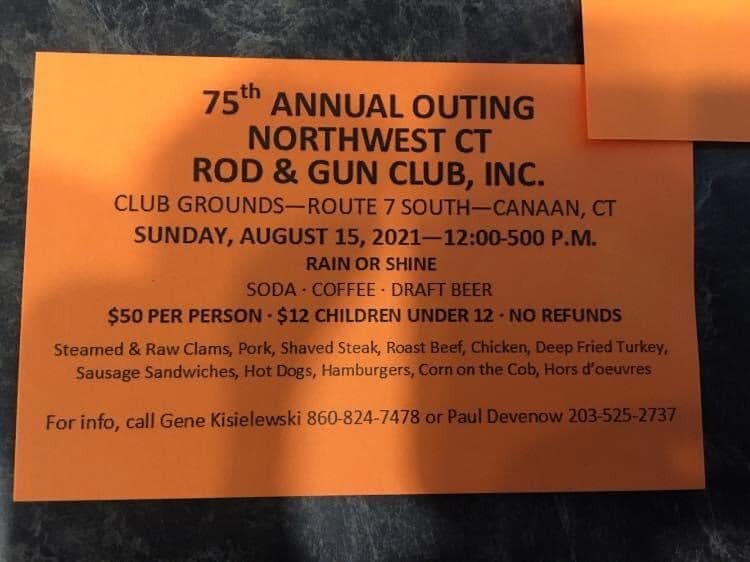 75th ANNUAL OUTING
NORTHWEST CT
ROD & GUN CLUB, INC.
CLUB GROUNDS—ROUTE 7 SOUTH—CANAAN, CT
SUNDAY, AUGUST 15, 2021—12:00-500 P.M.
RAIN OR SHINE
SODA · COFFEE · DRAFT BEER
$50 PER PERSON · $12 CHILDREN UNDER 12 · NO REFUNDS
Steamed & Raw Clams, Pork, Shaved Steak, Roast Beef, Chicken, Deep Fried Turkey,
Sausage Sandwiches, Hot Dogs, Hamburgers, Corn on the Cob, Hors d'oeuvres
For info, call Gene Kisielewski 860-824-7478 or Paul Devenow 203-525-2737